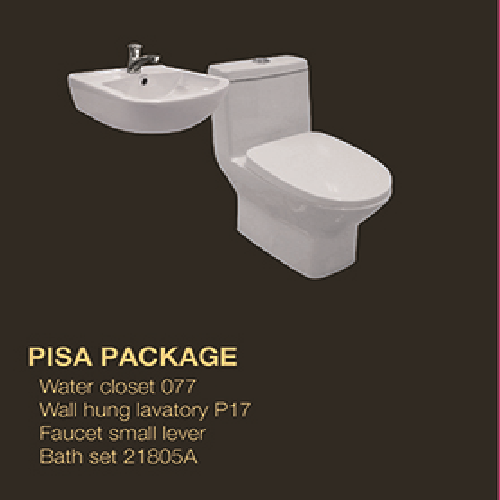 PISA PACKAGE
Water closet 077
Wall hung lavatory P17
Faucet small lever
Bath set 21805A